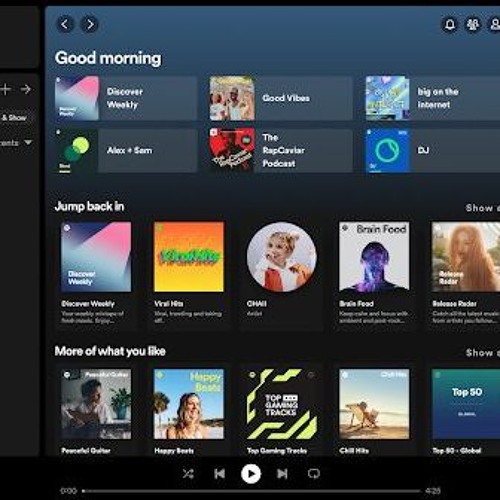 Good morning
Discover
Weekly
Good Vibes
big on the
internet
& Show
Alex + Sam
The
RapCaviar
Podcast
DJ
Jump back in
Show
Discover
Weekly
Viral Hits
Brain Food
Release
Radar
Discover Weekly
Viral Hits
CHAII
Brain Food
Release Radar
Your weekly mixtape of
fresh music. Enjoy...
Viral, trending and taking
off.
Artist
Keep calm and focus with
ambient and post-rock...
Catch all the latest music
from artists you follow...
More of what you like
Show
Peaceful Guitar
Happy
Beats
TOP
GAMING
TRACKS
Chill Hits
Top 50
GLOBAL
Peaceful Guitar
Happy Beats
Top Gaming Tracks
Chill Hits
Top 50 - Global
0:00
4:26